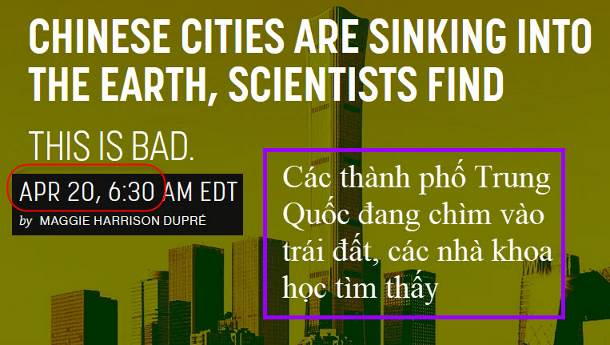 CHINESE CITIES ARE SINKING INTO
THE EARTH, SCIENTISTS FIND
THIS IS BAD.
APR 20, 6:30 AM EDT
by MAGGIE HARRISON DUPRÉ
Các thành phố Trung
Quốc đang chìm vào
trái đất, các nhà khoa
học tìm thấy